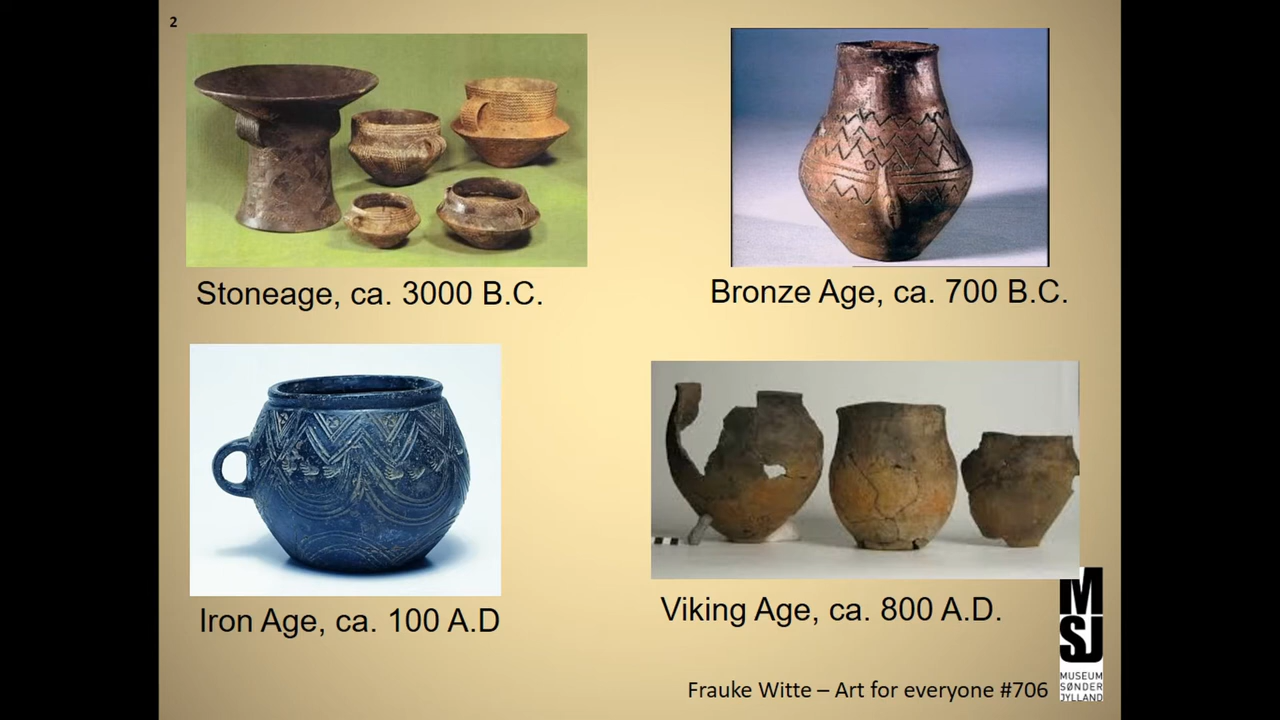 2
Stoneage, ca. 3000 B.C.
Bronze Age, ca. 700 B.C.
Iron Age, ca. 100 A.D
Viking Age, ca. 800 A.D.
Frauke Witte – Art for everyone #706
MSJ
MUSEUM
SØNDER
JYLLAND